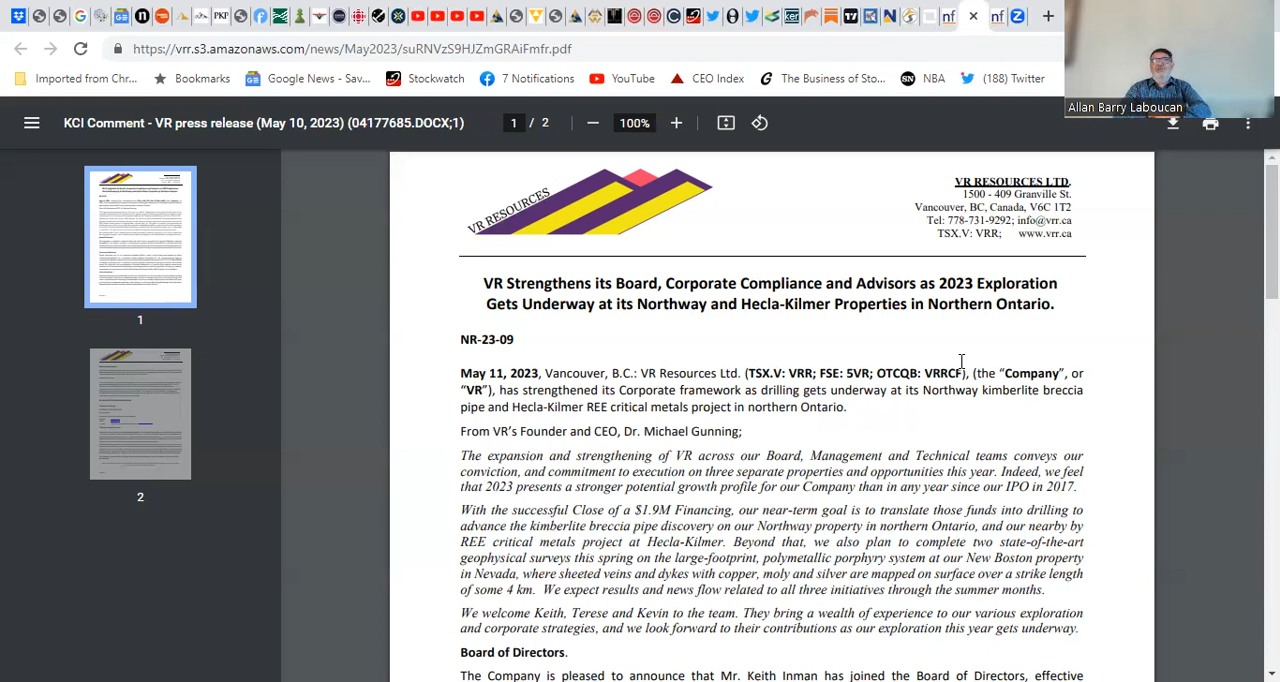 https://vrr.s3.amazonaws.com/news/May2023/suRNVzS9HJZmGRAiFmfr.pdf
Imported from Chr...
Bookmarks
Google News - Sav...
Stockwatch
7 Notifications
YouTube
CEO Index
The Business of Sto...
NBA
(188) Twitter
Allan Barry Laboucan
KCI Comment - VR press release (May 10, 2023) (04177685.DOCX;1)
1 / 2
100%
1
2
VR RESOURCES
VR RESOURCES LTD.
1500 - 409 Granville St.
Vancouver, BC, Canada, V6C 1T2
Tel: 778-731-9292; info@vrr.ca
TSX.V: VRR; www.vrr.ca
VR Strengthens its Board, Corporate Compliance and Advisors as 2023 Exploration
Gets Underway at its Northway and Hecla-Kilmer Properties in Northern Ontario.
NR-23-09
May 11, 2023, Vancouver, B.C.: VR Resources Ltd. (TSX.V: VRR; FSE: 5VR; OTCQB: VRRCF), (the “Company”, or
“VR”), has strengthened its Corporate framework as drilling gets underway at its Northway kimberlite breccia
pipe and Hecla-Kilmer REE critical metals project in northern Ontario.
From VR’s Founder and CEO, Dr. Michael Gunning;
The expansion and strengthening of VR across our Board, Management and Technical teams conveys our
conviction, and commitment to execution on three separate properties and opportunities this year. Indeed, we feel
that 2023 presents a stronger potential growth profile for our Company than in any year since our IPO in 2017.
With the successful Close of a $1.9M Financing, our near-term goal is to translate those funds into drilling to
advance the kimberlite breccia pipe discovery on our Northway property in northern Ontario, and our nearby by
REE critical metals project at Hecla-Kilmer. Beyond that, we also plan to complete two state-of-the-art
geophysical surveys this spring on the large-footprint, polymetallic porphyry system at our New Boston property
in Nevada, where sheeted veins and dykes with copper, moly and silver are mapped on surface over a strike length
of some 4 km. We expect results and news flow related to all three initiatives through the summer months.
We welcome Keith, Terese and Kevin to the team. They bring a wealth of experience to our various exploration
and corporate strategies, and we look forward to their contributions as our exploration this year gets underway.
Board of Directors.
The Company is pleased to announce that Mr. Keith Inman has joined the Board of Directors, effective